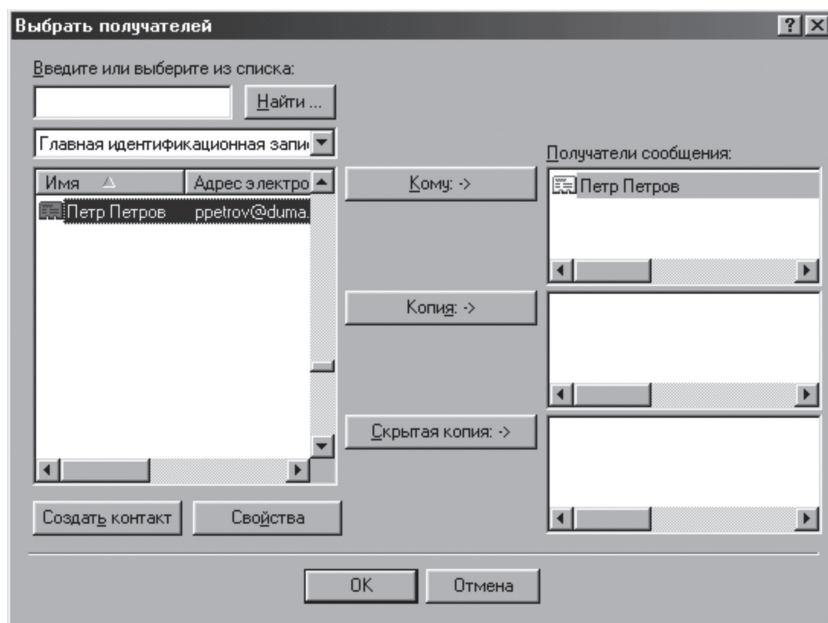 Выбрать получателей
Введите или выберите из списка:
Найти ...
Главная идентификационная запи
Получатели сообщения:
Имя Адрес электро
Кому: ->
Петр Петров ppetrov@duma.
Петр Петров
Копия: ->
Скрытая копия: ->
Создать контакт
Свойства
OK
Отмена